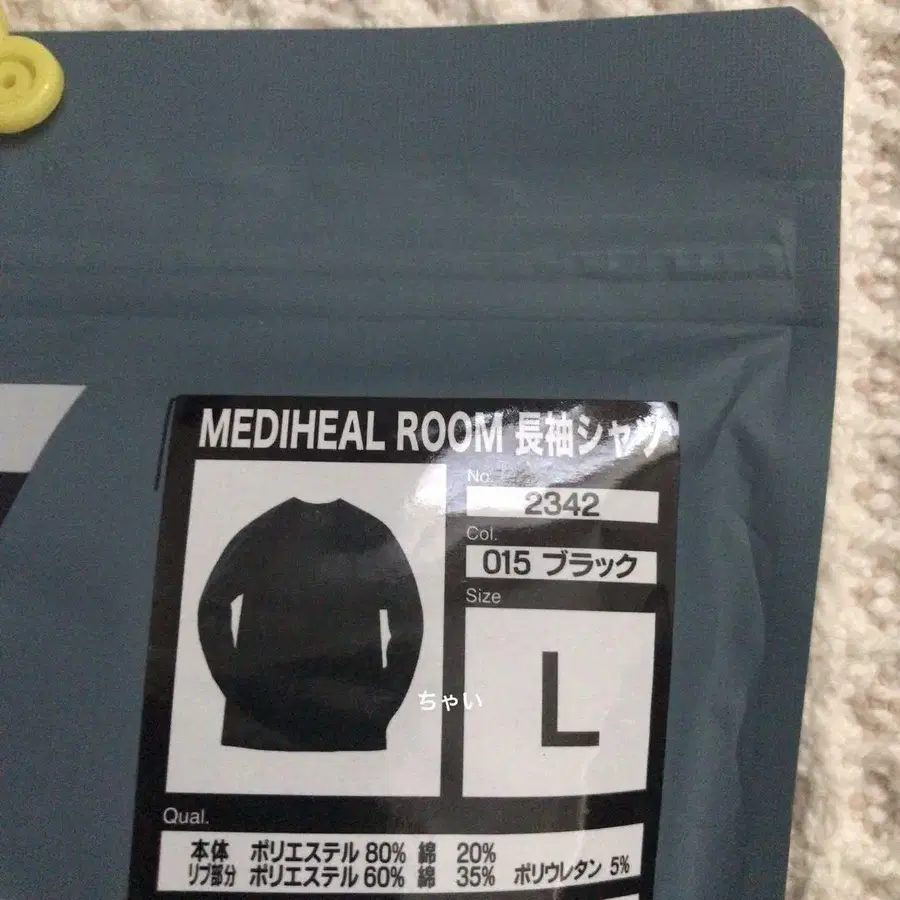 MEDIHEAL ROOM 長袖シャツ
No.
2342
Col.
015 ブラック
Size
L
ちゃい
Qual.
本体 ポリエステル 80% 綿 20%
リブ部分 ポリエステル 60% 綿 35% ポリウレタン 5%